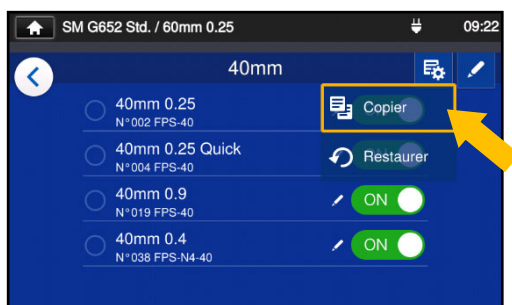 SM G652 Std. / 60mm 0.25 09:22
40mm
40mm 0.25
N°002 FPS-40
Copier
40mm 0.25 Quick
N°004 FPS-40
Restaurer
40mm 0.9
N°019 FPS-40
ON
40mm 0.4
N°038 FPS-N4-40
ON